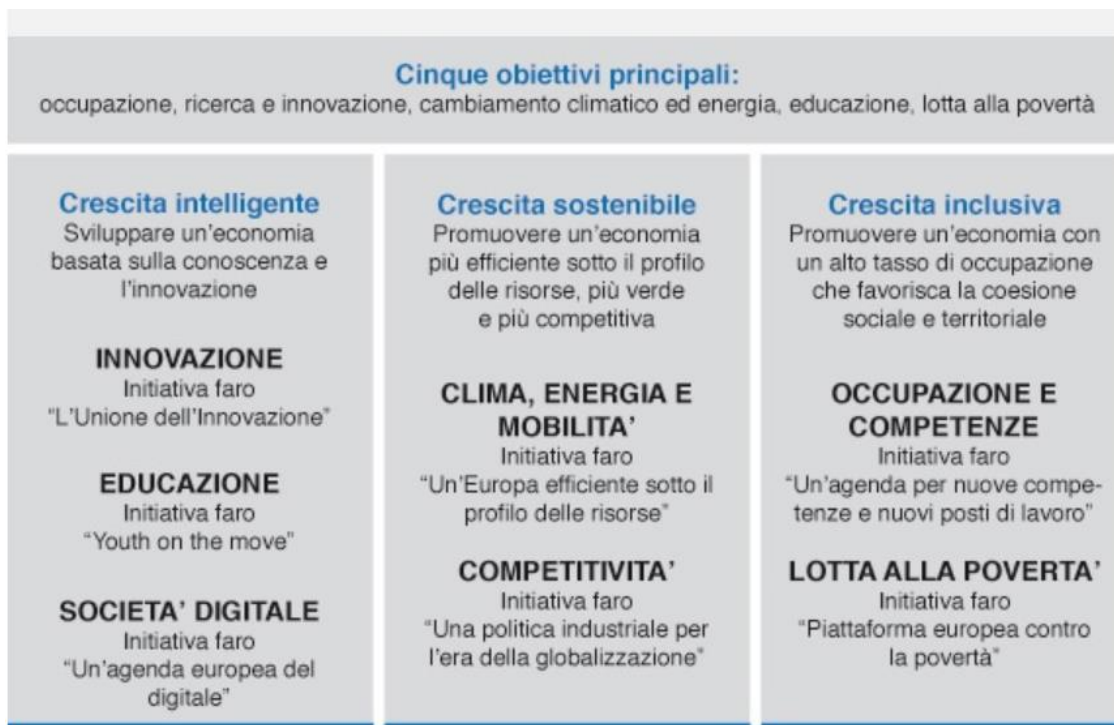 Cinque obiettivi principali:
occupazione, ricerca e innovazione, cambiamento climatico ed energia, educazione, lotta alla povertà
Crescita intelligente
Sviluppare un'economia
basata sulla conoscenza e
l'innovazione
INNOVAZIONE
Initiativa faro
"L'Unione dell'Innovazione"
EDUCAZIONE
Initiativa faro
"Youth on the move"
SOCIETA' DIGITALE
Initiativa faro
"Un'agenda europea del
digitale"
Crescita sostenibile
Promuovere un'economia
più efficiente sotto il profilo
delle risorse, più verde
e più competitiva
CLIMA, ENERGIA E
MOBILITA'
Initiativa faro
"Un'Europa efficiente sotto il
profilo delle risorse"
COMPETITIVITA'
Initiativa faro
"Una politica industriale per
l'era della globalizzazione"
Crescita inclusiva
Promuovere un'economia con
un alto tasso di occupazione
che favorisca la coesione
sociale e territoriale
OCCUPAZIONE E
COMPETENZE
Initiativa faro
"Un'agenda per nuove compe-
tenze e nuovi posti di lavoro"
LOTTA ALLA POVERTA'
Initiativa faro
"Piattaforma europea contro
la povertà"